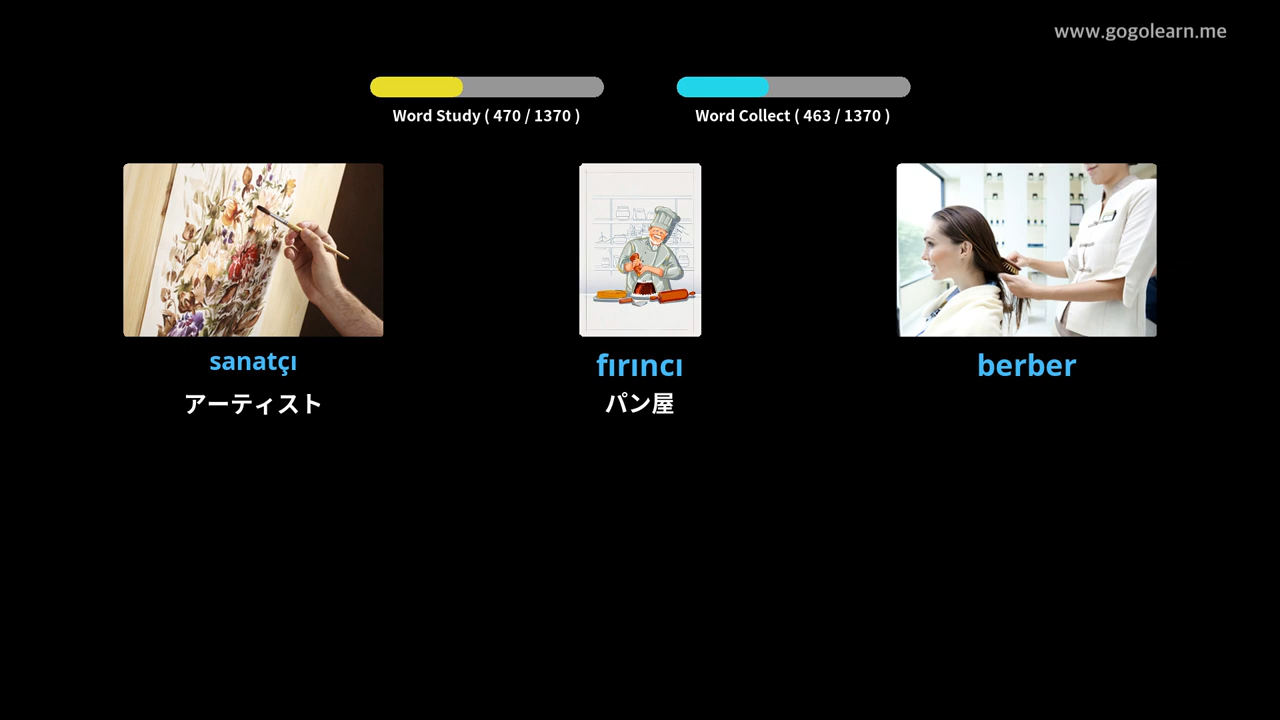 www.gogolearn.me
Word Study ( 470 / 1370 )
Word Collect ( 463 / 1370 )
sanatçı
fırıncı
berber
アーティスト
パン屋